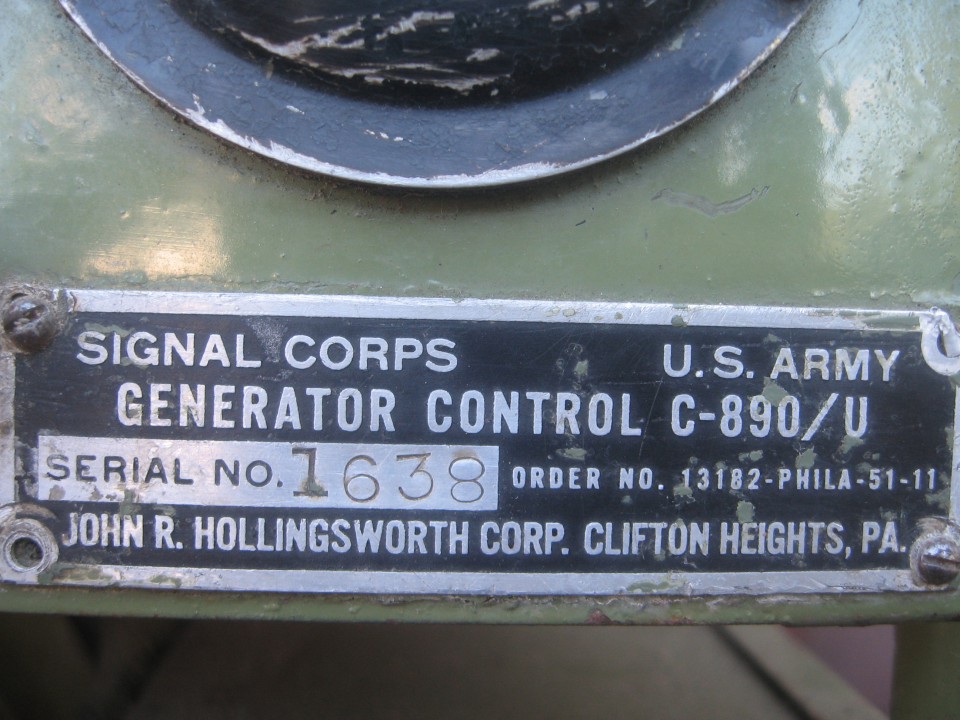 SIGNAL CORPS U.S. ARMY
GENERATOR CONTROL C-890/U
SERIAL NO. 1638 ORDER NO. 13182-PHILA-51-11
JOHN R. HOLLINGSWORTH CORP. CLIFTON HEIGHTS, PA.